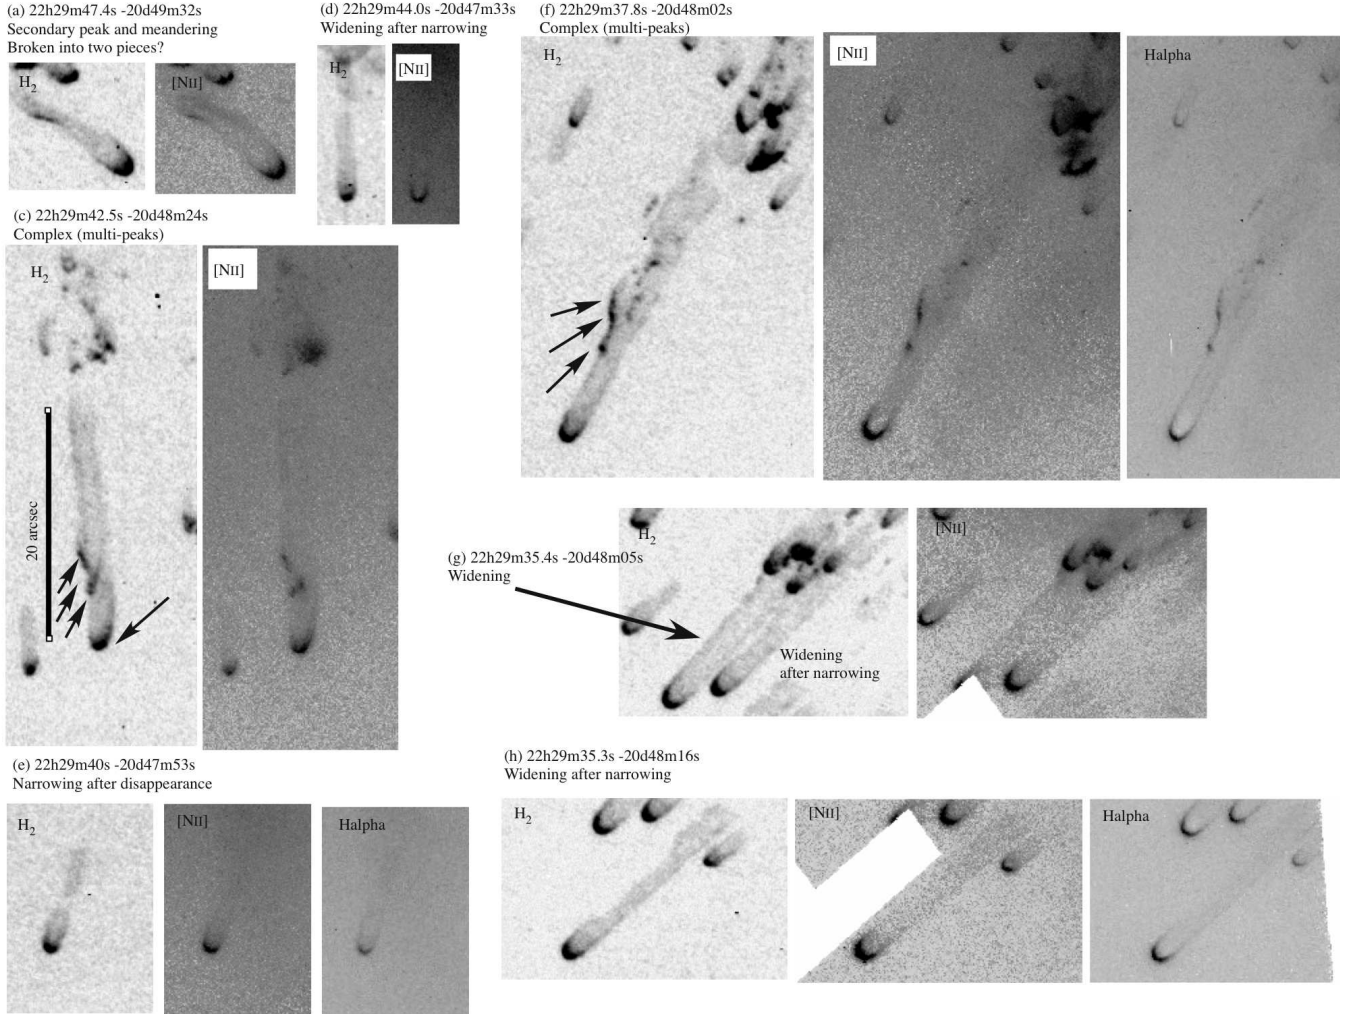 (a) 22h29m47.4s -20d49m32s
Secondary peak and meandering
Broken into two pieces?
H2
[NII]
(d) 22h29m44.0s -20d47m33s
Widening after narrowing
H2
[NII]
(f) 22h29m37.8s -20d48m02s
Complex (multi-peaks)
H2
[NII]
Halpha
(c) 22h29m42.5s -20d48m24s
Complex (multi-peaks)
H2
[NII]
20 arcsec
(g) 22h29m35.4s -20d48m05s
Widening
H2
[NII]
Widening
after narrowing
(e) 22h29m40s -20d47m53s
Narrowing after disappearance
H2
[NII]
Halpha
(h) 22h29m35.3s -20d48m16s
Widening after narrowing
H2
[NII]
Halpha